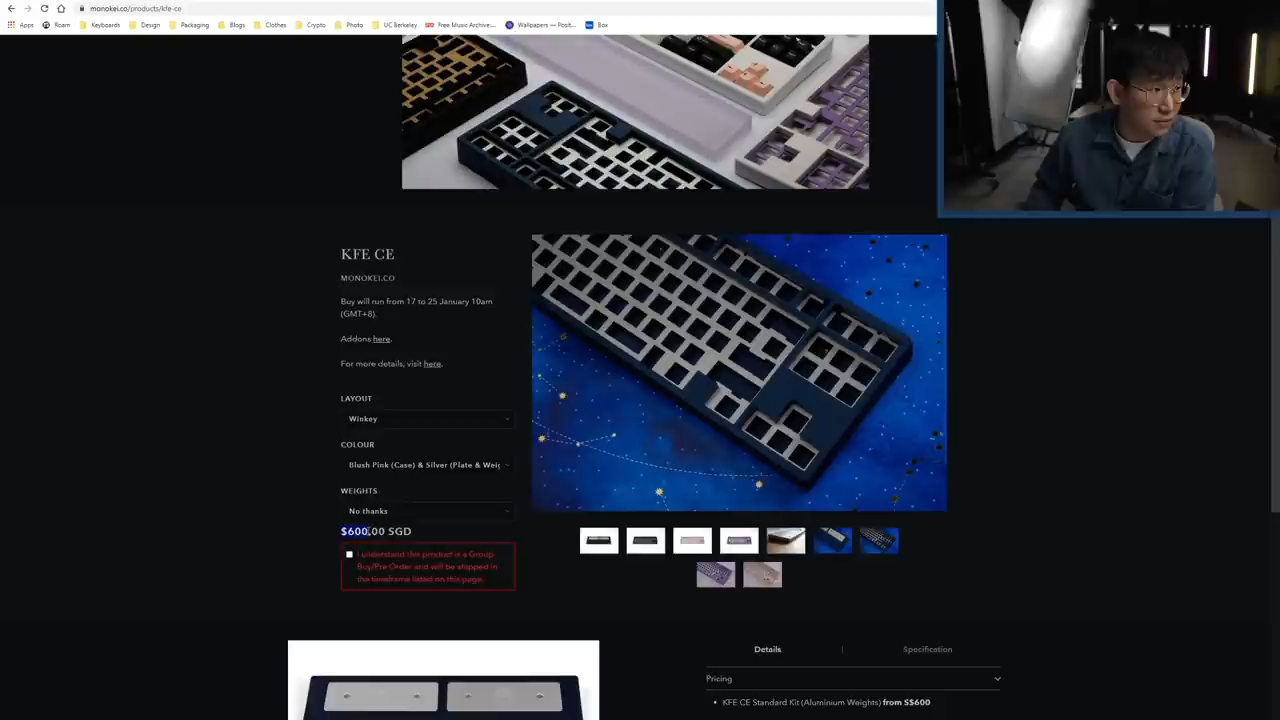 monokei.co/products/kfe-ce
Apps Roam Keyboards Design Packaging Blogs Clothes Crypto Photo UC Berkeley Free Music Archive:... Wallpapers — Posit... Box
KFE CE
MONOKEI.CO
Buy will run from 17 to 25 January 10am
(GMT+8).
Addons here.
For more details, visit here.
LAYOUT
Winkey
COLOUR
Blush Pink (Case) & Silver (Plate & Weig
WEIGHTS
No thanks
$600.00 SGD
I understand this product is a Group
Buy/Pre Order and will be shipped in
the timeframe listed on this page.
Details | Specification
Pricing
• KFE CE Standard Kit (Aluminium Weights) from S$600